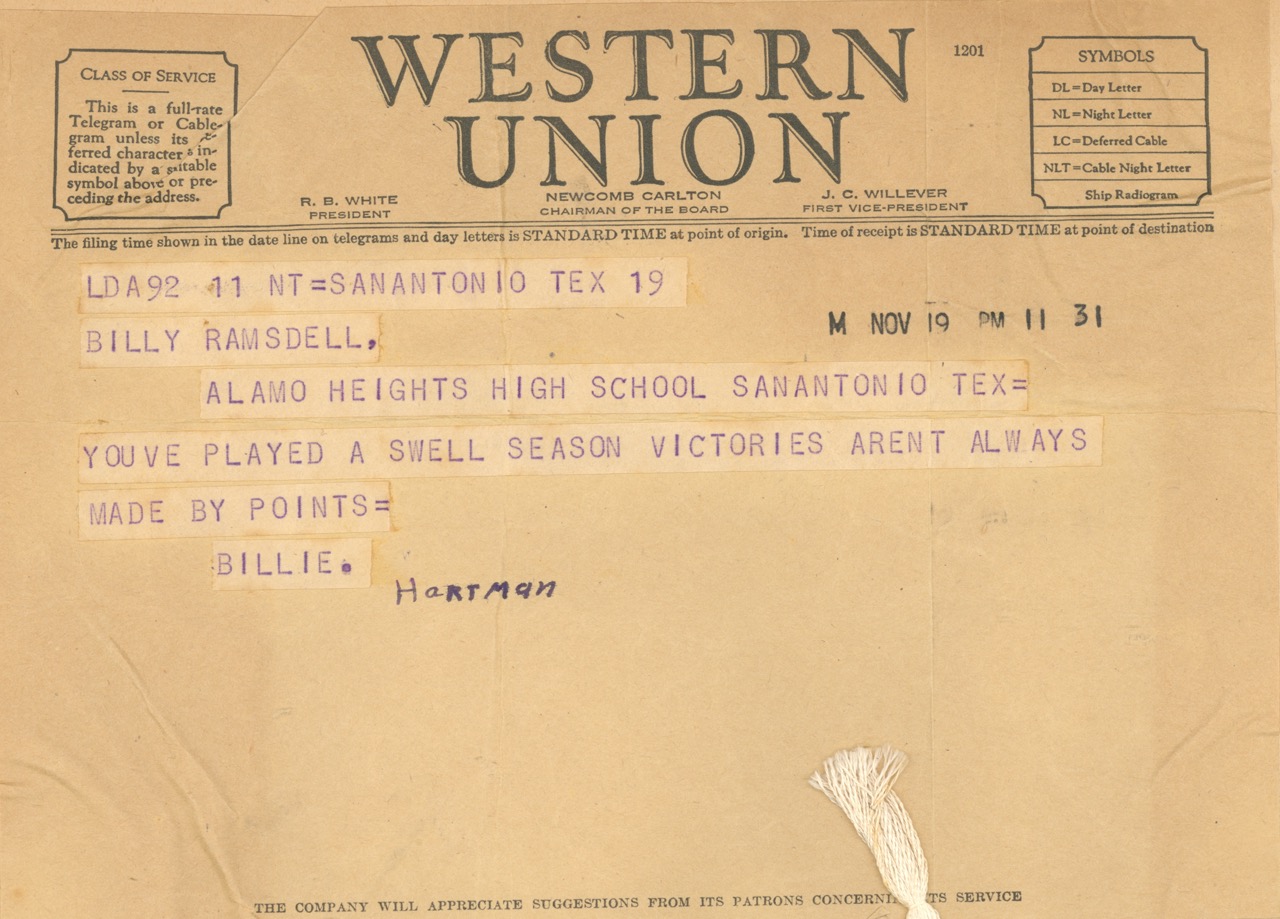 WESTERN
UNION
1201
CLASS OF SERVICE
This is a full-rate
Telegram or Cable-
gram unless its
ferred character is in-
dicated by a suitable
symbol above or pre-
ceding the address.
SYMBOLS
DL=Day Letter
NL=Night Letter
LC=Deferred Cable
NLT=Cable Night Letter
Ship Radiogram
R. B. WHITE
PRESIDENT
NEWCOMB CARLTON
CHAIRMAN OF THE BOARD
J. C. WILLEVER
FIRST VICE-PRESIDENT
The filing time shown in the date line on telegrams and day letters is STANDARD TIME at point of origin. Time of receipt is STANDARD TIME at point of destination
LDA92 11 NT=SANANTONIO TEX 19
M NOV 19 PM 11 31
BILLY RAMSDELL,
ALAMO HEIGHTS HIGH SCHOOL SANANTONIO TEX=
YOUVE PLAYED A SWELL SEASON VICTORIES ARENT ALWAYS
MADE BY POINTS=
BILLIE.
HaRTMan
THE COMPANY WILL APPRECIATE SUGGESTIONS FROM ITS PATRONS SERVICE